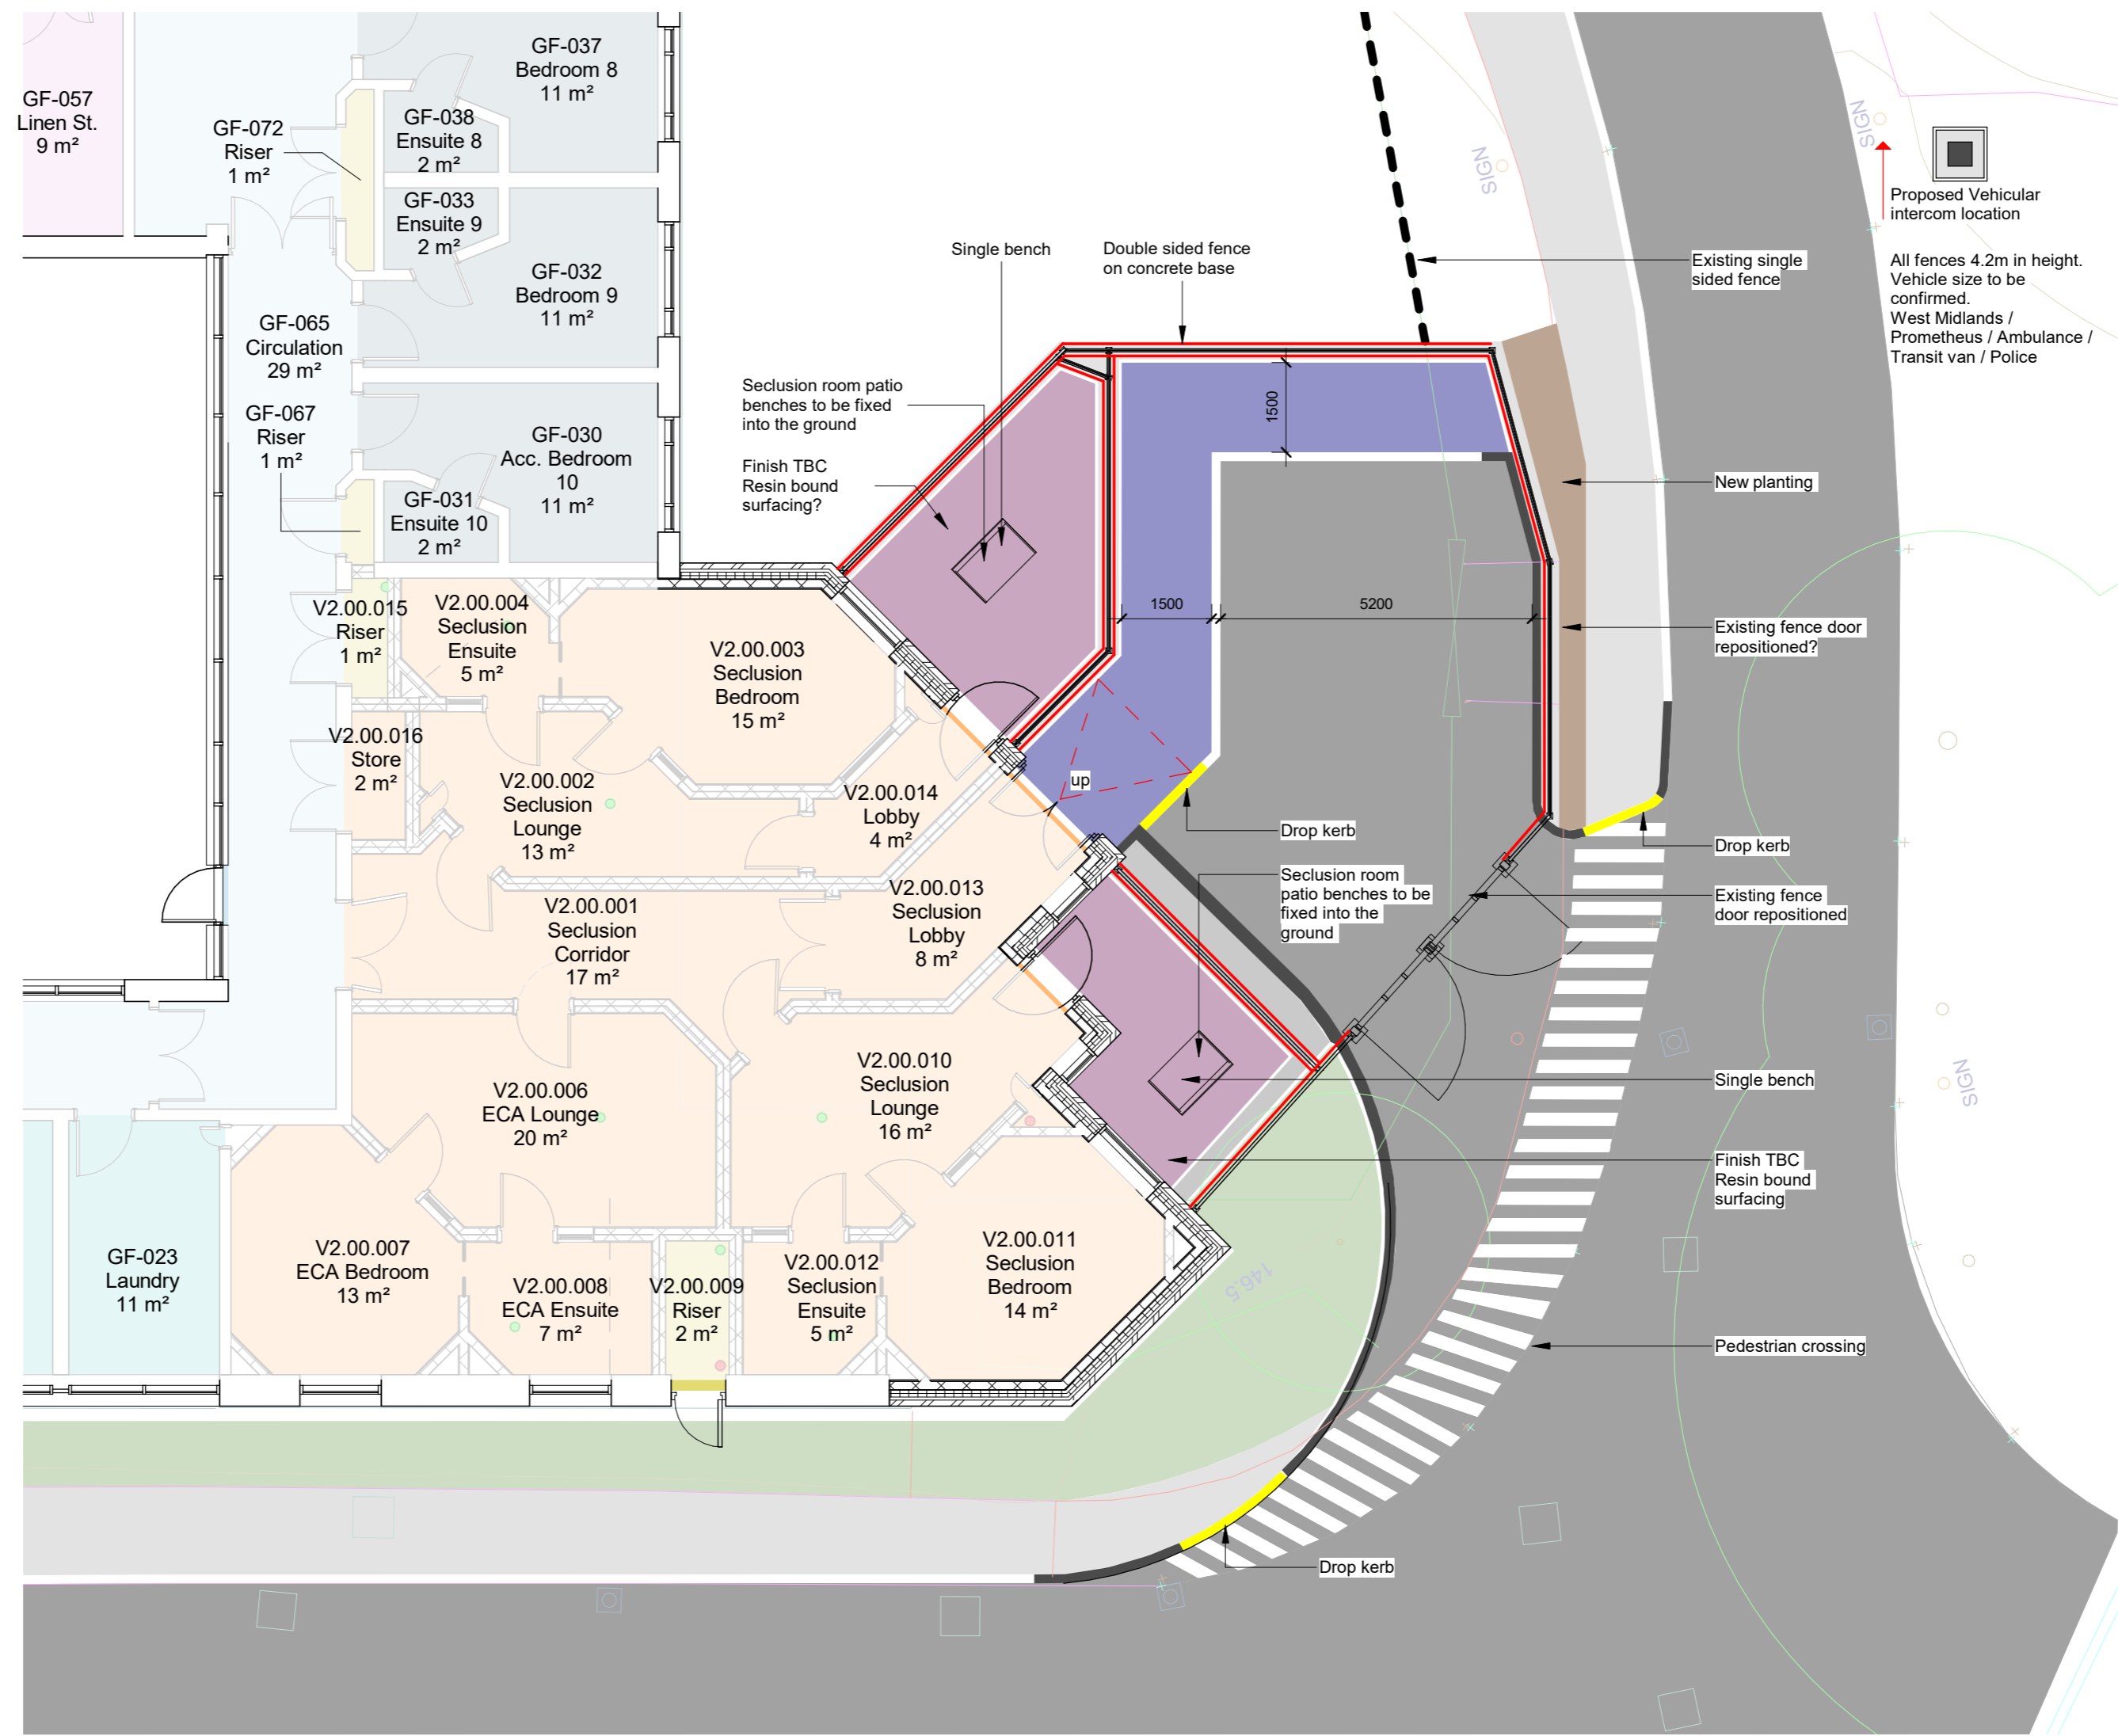 GF-037
Bedroom 8
11 m²
GF-057
Linen St.
9 m²
GF-072
Riser
1 m²
GF-038
Ensuite 8
2 m²
GF-033
Ensuite 9
2 m²
GF-032
Bedroom 9
11 m²
GF-065
Circulation
29 m²
GF-067
Riser
1 m²
GF-030
Acc. Bedroom
10
11 m²
GF-031
Ensuite 10
2 m²
V2.00.015
Riser
1 m²
V2.00.004
Seclusion
Ensuite
5 m²
V2.00.003
Seclusion
Bedroom
15 m²
V2.00.016
Store
2 m²
V2.00.002
Seclusion
Lounge
13 m²
V2.00.014
Lobby
4 m²
V2.00.001
Seclusion
Corridor
17 m²
V2.00.013
Seclusion
Lobby
8 m²
V2.00.006
ECA Lounge
20 m²
V2.00.010
Seclusion
Lounge
16 m²
GF-023
Laundry
11 m²
V2.00.007
ECA Bedroom
13 m²
V2.00.008
ECA Ensuite
7 m²
V2.00.009
Riser
2 m²
V2.00.012
Seclusion
Ensuite
5 m²
V2.00.011
Seclusion
Bedroom
14 m²
Single bench
Double sided fence
on concrete base
Seclusion room patio
benches to be fixed
into the ground
Finish TBC
Resin bound
surfacing?
1500
1500
5200
up
Drop kerb
Seclusion room
patio benches to be
fixed into the
ground
146.5
Drop kerb
SIGN
SIGN
SIGN
Proposed Vehicular
intercom location
All fences 4.2m in height.
Vehicle size to be
confirmed.
West Midlands /
Prometheus / Ambulance /
Transit van / Police
Existing single
sided fence
New planting
Existing fence door
repositioned?
Drop kerb
Existing fence
door repositioned
Single bench
Finish TBC
Resin bound
surfacing
Pedestrian crossing